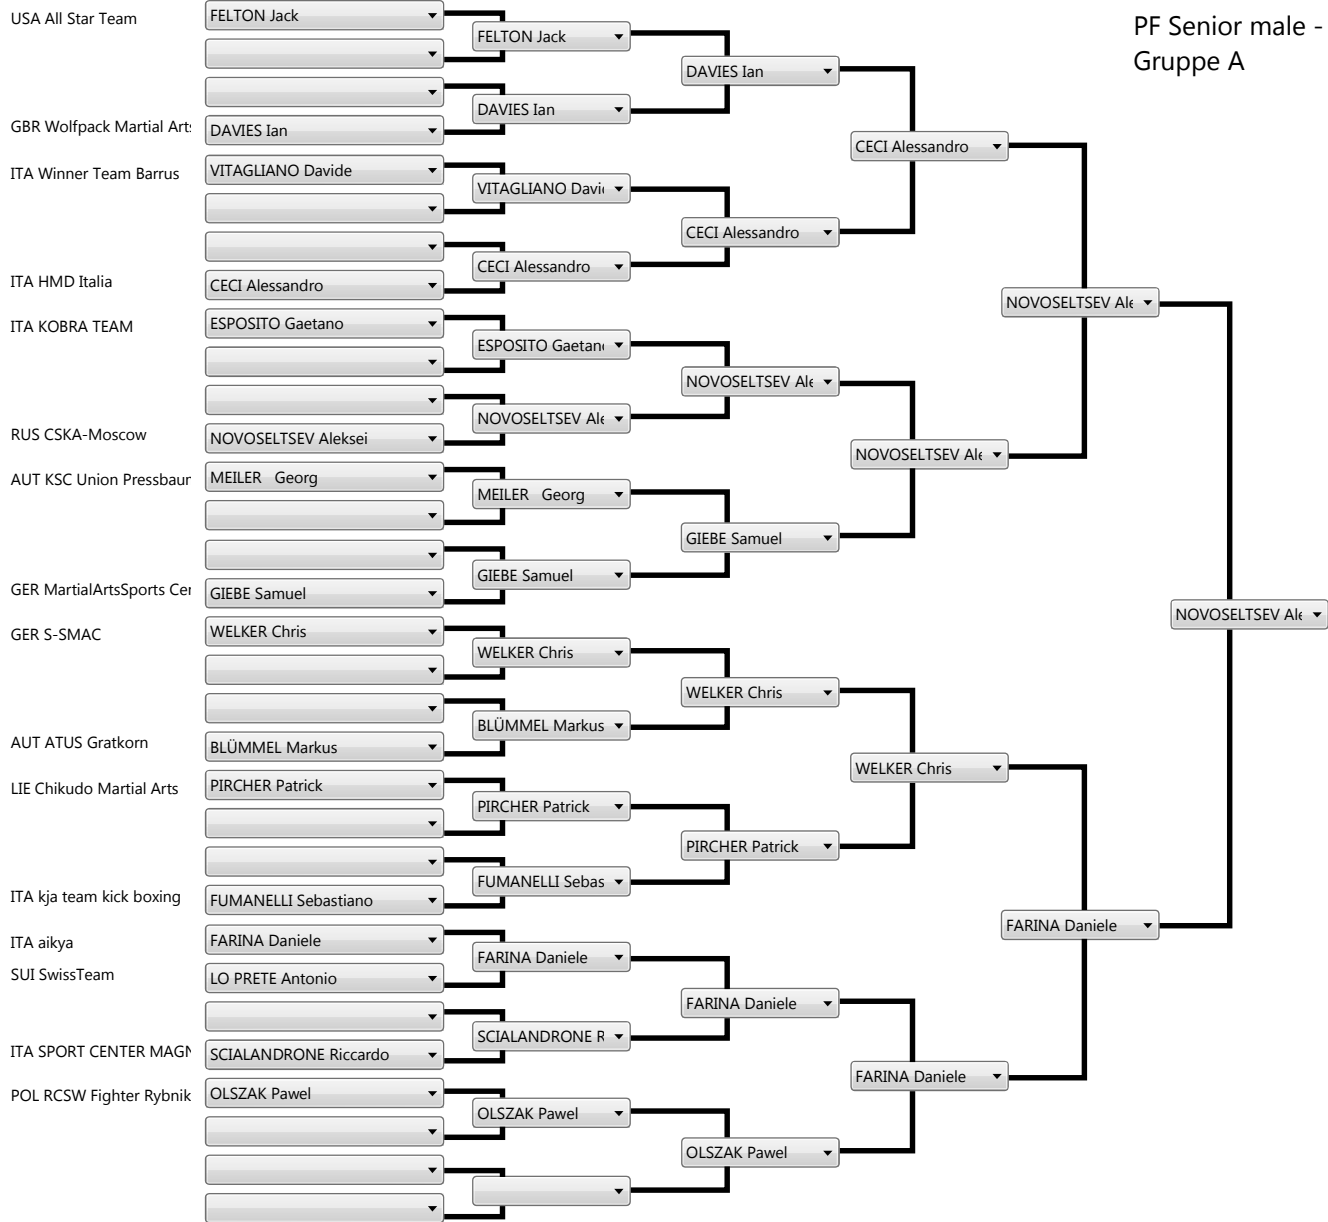 PF Senior male -
Gruppe A
USA All Star Team
FELTON Jack
FELTON Jack
DAVIES Ian
DAVIES Ian
GBR Wolfpack Martial Arts
DAVIES Ian
CECI Alessandro
ITA Winner Team Barrus
VITAGLIANO Davide
VITAGLIANO Davi
CECI Alessandro
CECI Alessandro
ITA HMD Italia
CECI Alessandro
NOVOSELTSEV Ale
ITA KOBRA TEAM
ESPOSITO Gaetano
ESPOSITO Gaetan
NOVOSELTSEV Ale
NOVOSELTSEV Ale
RUS CSKA-Moscow
NOVOSELTSEV Aleksei
NOVOSELTSEV Ale
AUT KSC Union Pressbaur
MEILER Georg
MEILER Georg
GIEBE Samuel
GIEBE Samuel
GER MartialArtsSports Cer
GIEBE Samuel
NOVOSELTSEV Ale
GER S-SMAC
WELKER Chris
WELKER Chris
WELKER Chris
BLÜMMEL Markus
AUT ATUS Gratkorn
BLÜMMEL Markus
WELKER Chris
LIE Chikudo Martial Arts
PIRCHER Patrick
PIRCHER Patrick
PIRCHER Patrick
FUMANELLI Sebas
ITA kja team kick boxing
FUMANELLI Sebastiano
FARINA Daniele
ITA aikya
FARINA Daniele
FARINA Daniele
SUI SwissTeam
LO PRETE Antonio
FARINA Daniele
SCIALANDRONE R
ITA SPORT CENTER MAGN
SCIALANDRONE Riccardo
FARINA Daniele
POL RCSW Fighter Rybnik
OLSZAK Pawel
OLSZAK Pawel
OLSZAK Pawel